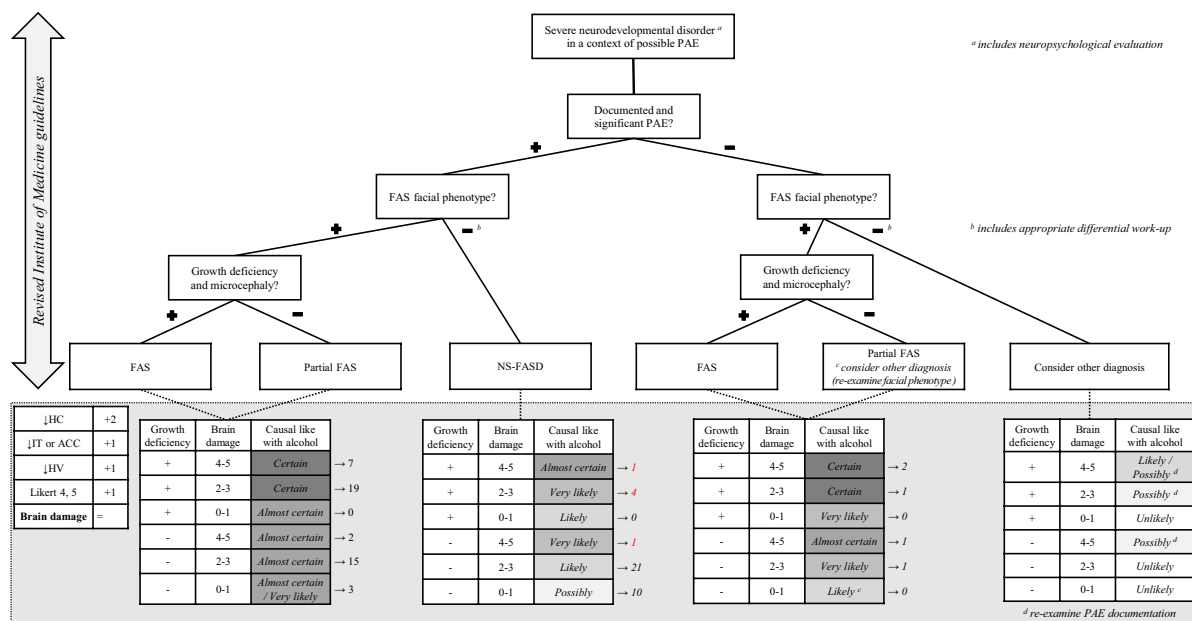 Revised Institute of Medicine guidelines
Severe neurodevelopmental disorder a
in a context of possible PAE
a includes neuropsychological evaluation
Documented and
significant PAE?
+
-
FAS facial phenotype?
FAS facial phenotype?
+
- b
+
- b
b includes appropriate differential work-up
Growth deficiency
and microcephaly?
Growth deficiency
and microcephaly?
+
-
+
-
FAS
Partial FAS
NS-FASD
FAS
Partial FAS
c consider other diagnosis
(re-examine facial phenotype)
Consider other diagnosis
↓HC +2
↓IT or ACC +1
↓HV +1
Likert 4, 5 +1
Brain damage =
Growth deficiency Brain damage Causal like with alcohol
+ 4-5 Certain → 7
+ 2-3 Certain → 19
+ 0-1 Almost certain → 0
- 4-5 Almost certain → 2
- 2-3 Almost certain → 15
- 0-1 Almost certain / Very likely → 3
Growth deficiency Brain damage Causal like with alcohol
+ 4-5 Almost certain → 1
+ 2-3 Very likely → 4
+ 0-1 Likely → 0
- 4-5 Very likely → 1
- 2-3 Likely → 21
- 0-1 Possibly → 10
Growth deficiency Brain damage Causal like with alcohol
+ 4-5 Certain → 2
+ 2-3 Certain → 1
+ 0-1 Very likely → 0
- 4-5 Almost certain → 1
- 2-3 Very likely → 1
- 0-1 Likely c → 0
Growth deficiency Brain damage Causal like with alcohol
+ 4-5 Likely / Possibly d
+ 2-3 Possibly d
+ 0-1 Unlikely
- 4-5 Possibly d
- 2-3 Unlikely
- 0-1 Unlikely
d re-examine PAE documentation